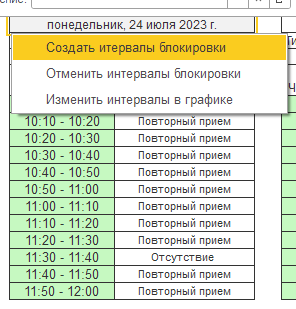 понедельник, 24 июля 2023 г.
Создать итервалы блокировки
Отменить интервалы блокировки
Изменить интервалы в графике
10:10 - 10:20 Повторный прием
10:20 - 10:30 Повторный прием
10:30 - 10:40 Повторный прием
10:40 - 10:50 Повторный прием
10:50 - 11:00 Повторный прием
11:00 - 11:10 Повторный прием
11:10 - 11:20 Повторный прием
11:20 - 11:30 Повторный прием
11:30 - 11:40 Отсутствие
11:40 - 11:50 Повторный прием
11:50 - 12:00 Повторный прием